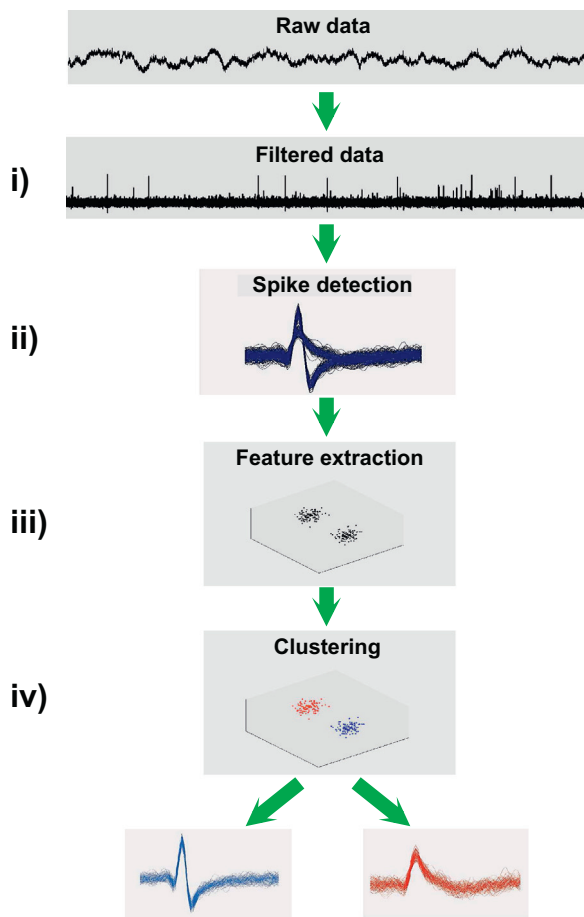 Raw data
i)
Filtered data
ii)
Spike detection
iii)
Feature extraction
iv)
Clustering